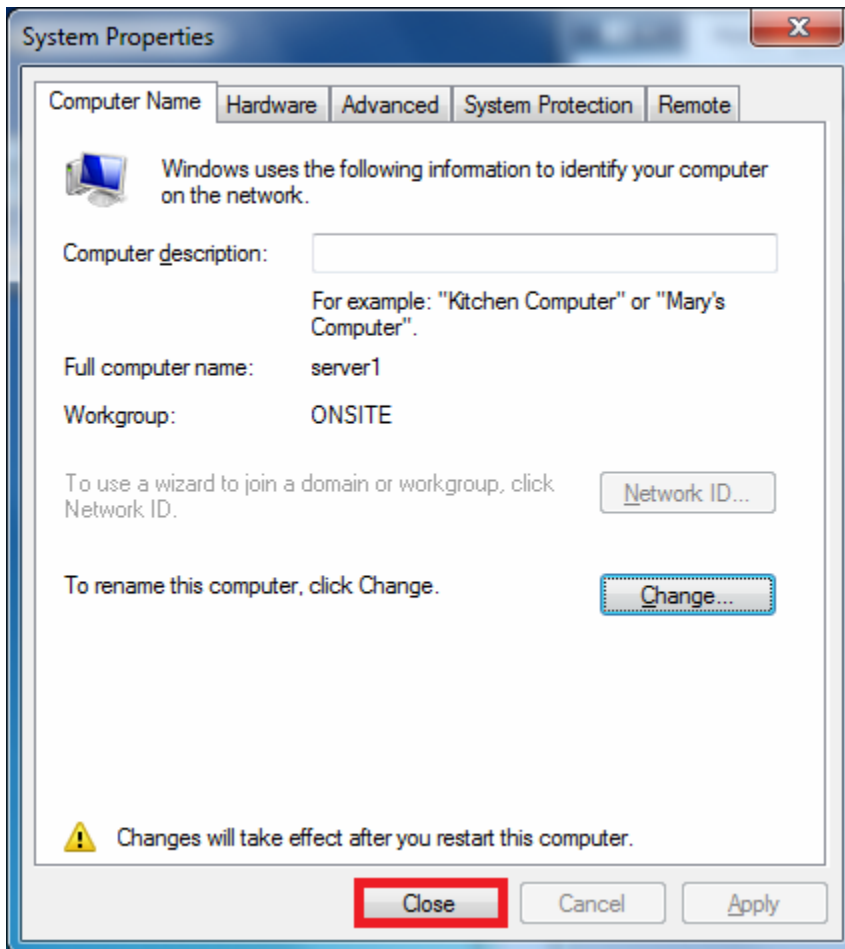 System Properties
Computer Name
Hardware
Advanced
System Protection
Remote
Windows uses the following information to identify your computer
on the network.
Computer description:
For example: "Kitchen Computer" or "Mary's
Computer".
Full computer name: server1
Workgroup: ONSITE
To use a wizard to join a domain or workgroup, click
Network ID.
Network ID...
To rename this computer, click Change.
Change...
Changes will take effect after you restart this computer.
Close
Cancel
Apply